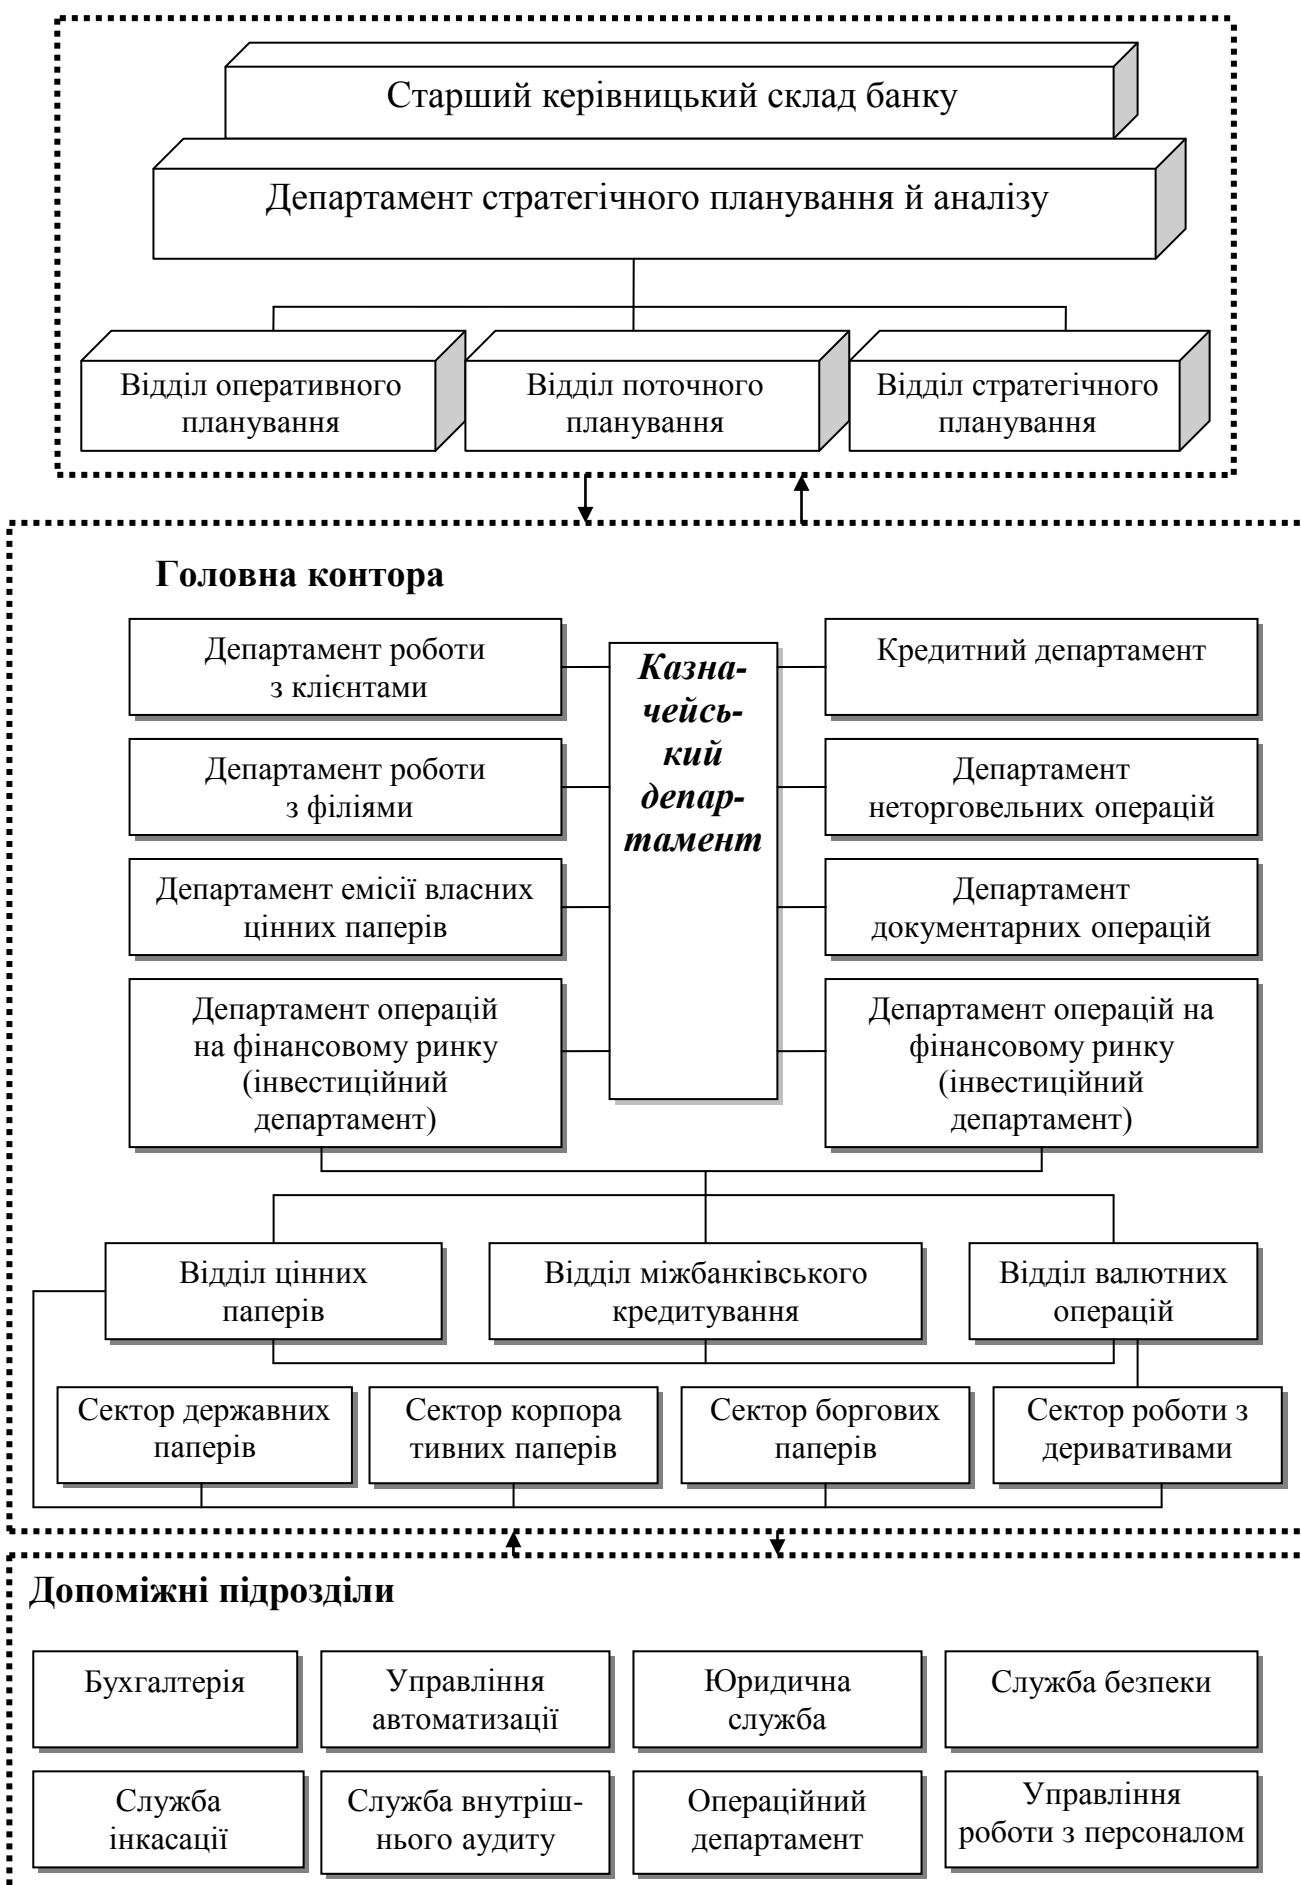 Старший керівницький склад банку
Департамент стратегічного планування й аналізу
Відділ оперативного
планування
Відділ поточного
планування
Відділ стратегічного
планування
Головна контора
Департамент роботи
з клієнтами
Департамент роботи
з філіями
Департамент емісії власних
цінних паперів
Департамент операцій
на фінансовому ринку
(інвестиційний
департамент)
Казна-
чейсь-
кий
депар-
тамент
Кредитний департамент
Департамент
неторговельних операцій
Департамент
документарних операцій
Департамент операцій на
фінансовому ринку
(інвестиційний
департамент)
Відділ цінних
паперів
Відділ міжбанківського
кредитування
Відділ валютних
операцій
Сектор державних
паперів
Сектор корпора
тивних паперів
Сектор боргових
паперів
Сектор роботи з
деривативами
Допоміжні підрозділи
Бухгалтерія
Управління
автоматизації
Юридична
служба
Служба безпеки
Служба
інкасації
Служба внутріш-
нього аудиту
Операційний
департамент
Управління
роботи з персоналом